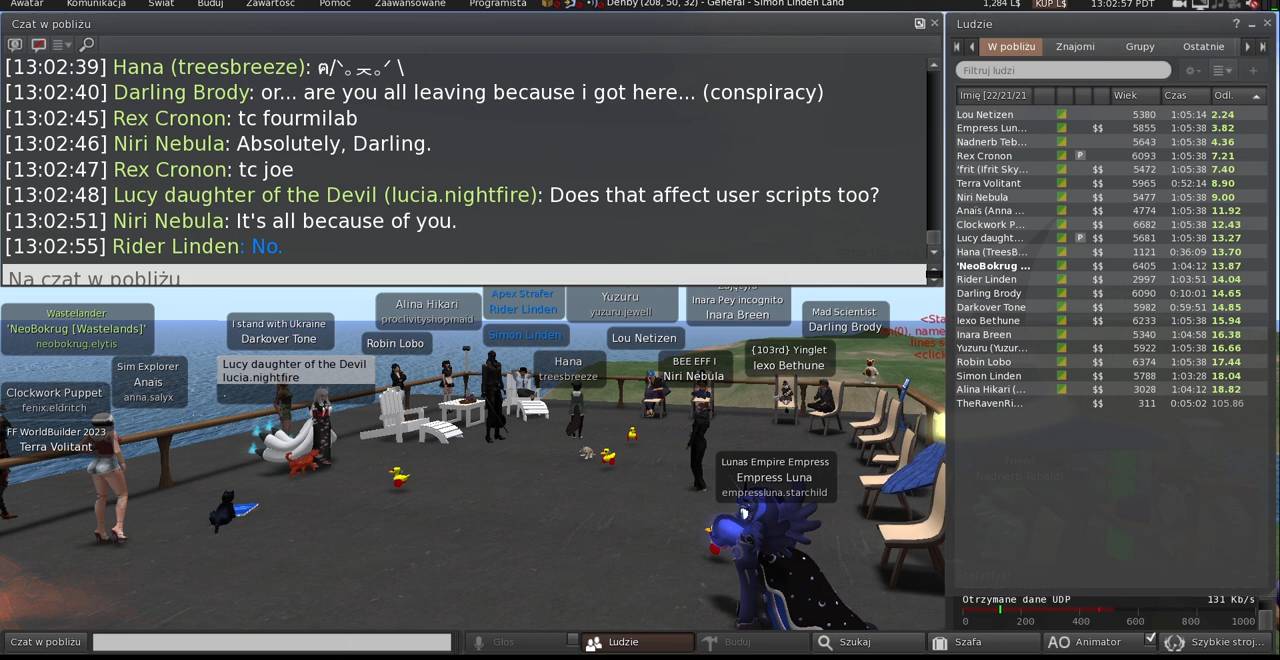 Awatar Komunikacja Świat Buduj Zawartość Pomoc Zaawansowane Programista Denby (208, 50, 32) - General - Simon Linden Land 1,284 L$ KUP L$ 13:02:57 PDT
Czat w pobliżu
[13:02:39] Hana (treesbreeze): ฅ/ᐠ｡ꞈ｡ᐟ\
[13:02:40] Darling Brody: or... are you all leaving because i got here... (conspiracy)
[13:02:45] Rex Cronon: tc fourmilab
[13:02:46] Niri Nebula: Absolutely, Darling.
[13:02:47] Rex Cronon: tc joe
[13:02:48] Lucy daughter of the Devil (lucia.nightfire): Does that affect user scripts too?
[13:02:51] Niri Nebula: It's all because of you.
[13:02:55] Rider Linden: No.
Na czat w pobliżu
Wastelander
'NeoBokrug [Wastelands]'
neobokrug.elytis
I stand with Ukraine
Darkover Tone
Alina Hikari
proclivityshopmaid
Robin Lobo
Apex Strafer
Rider Linden
Simon Linden
Yuzuru
yuzuru.jewell
Lou Netizen
Inara Pey incognito
Inara Breen
Mad Scientist
Darling Brody
{103rd} Yinglet
Iexo Bethune
BEE EFF I
Niri Nebula
Hana
treesbreeze
Lucy daughter of the Devil
lucia.nightfire
Sim Explorer
Anais
anna.salyx
Clockwork Puppet
fenix.eldritch
FF WorldBuilder 2023
Terra Volitant
Lunas Empire Empress
Empress Luna
empressluna.starchild
<Sta
(0), name
lines s
<click
Ludzie
? _ ×
W pobliżu Znajomi Grupy Ostatnie
Filtruj ludzi
Imię [22/21/21 Wiek Czas Odl.
Lou Netizen 5380 1:05:14 2.24
Empress Lun... $$ 5855 1:05:38 3.82
Nadnerb Teb... 5643 1:05:38 4.36
Rex Cronon P 6093 1:05:38 7.21
'frit (Ifrit Sky... $$ 5472 1:05:38 7.40
Terra Volitant 5965 0:52:14 8.90
Niri Nebula $$ 5477 1:05:38 9.00
Anais (Anna ... $$ 4774 1:05:38 11.92
Clockwork P... $$ 6682 1:05:38 12.43
Lucy daught... P $$ 5681 1:05:38 13.27
Hana (TreesB... $$ 1121 0:36:09 13.70
'NeoBokrug ... $$ 6405 1:04:12 13.87
Rider Linden 2997 1:03:51 14.04
Darling Brody $$ 6090 0:10:01 14.65
Darkover Tone $$ 5982 0:59:51 14.85
Iexo Bethune $$ 6233 1:05:38 15.94
Inara Breen 5340 1:04:58 16.38
Yuzuru (Yuzur... $$ 5922 1:05:38 16.66
Robin Lobo $$ 6374 1:05:38 17.44
Simon Linden $$ 5788 1:03:28 18.04
Alina Hikari (... $$ 3028 1:04:12 18.82
TheRavenRi... $$ 311 0:05:02 105.86
Otrzymane dane UDP 131 Kb/s
0 200 400 600 800 1000
Czat w pobliżu Głos Ludzie Buduj Szukaj Szafa AO Animator Szybkie stroj...